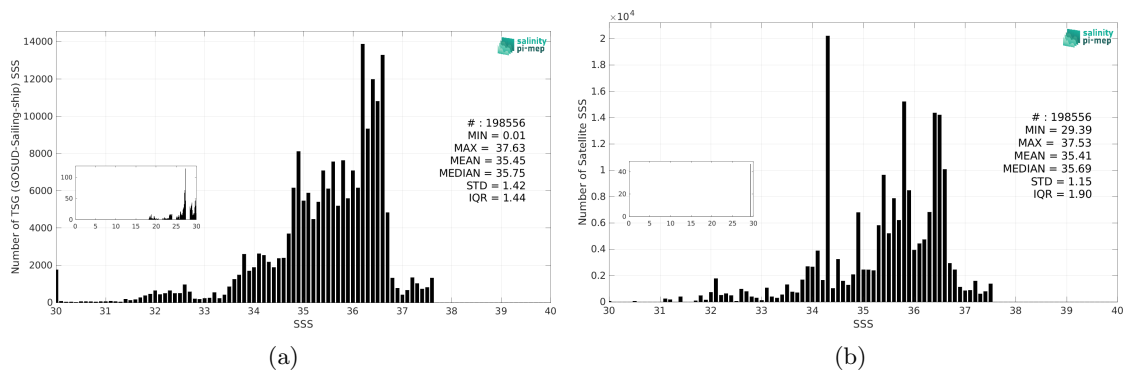 salinity
pi-mep
14000
12000
10000
8000
6000
4000
2000
0
Number of TSG (GOSUD-Sailing-ship) SSS
# : 198556
MIN = 0.01
MAX = 37.63
MEAN = 35.45
MEDIAN = 35.75
STD = 1.42
IQR = 1.44
100
50
0
0 5 10 15 20 25 30
30 31 32 33 34 35 36 37 38 39 40
SSS
(a)
×10⁴
salinity
pi-mep
2
1.8
1.6
1.4
1.2
1
0.8
0.6
0.4
0.2
0
Number of Satellite SSS
# : 198556
MIN = 29.39
MAX = 37.53
MEAN = 35.41
MEDIAN = 35.69
STD = 1.15
IQR = 1.90
40
20
0
0 5 10 15 20 25 30
30 31 32 33 34 35 36 37 38 39 40
SSS
(b)